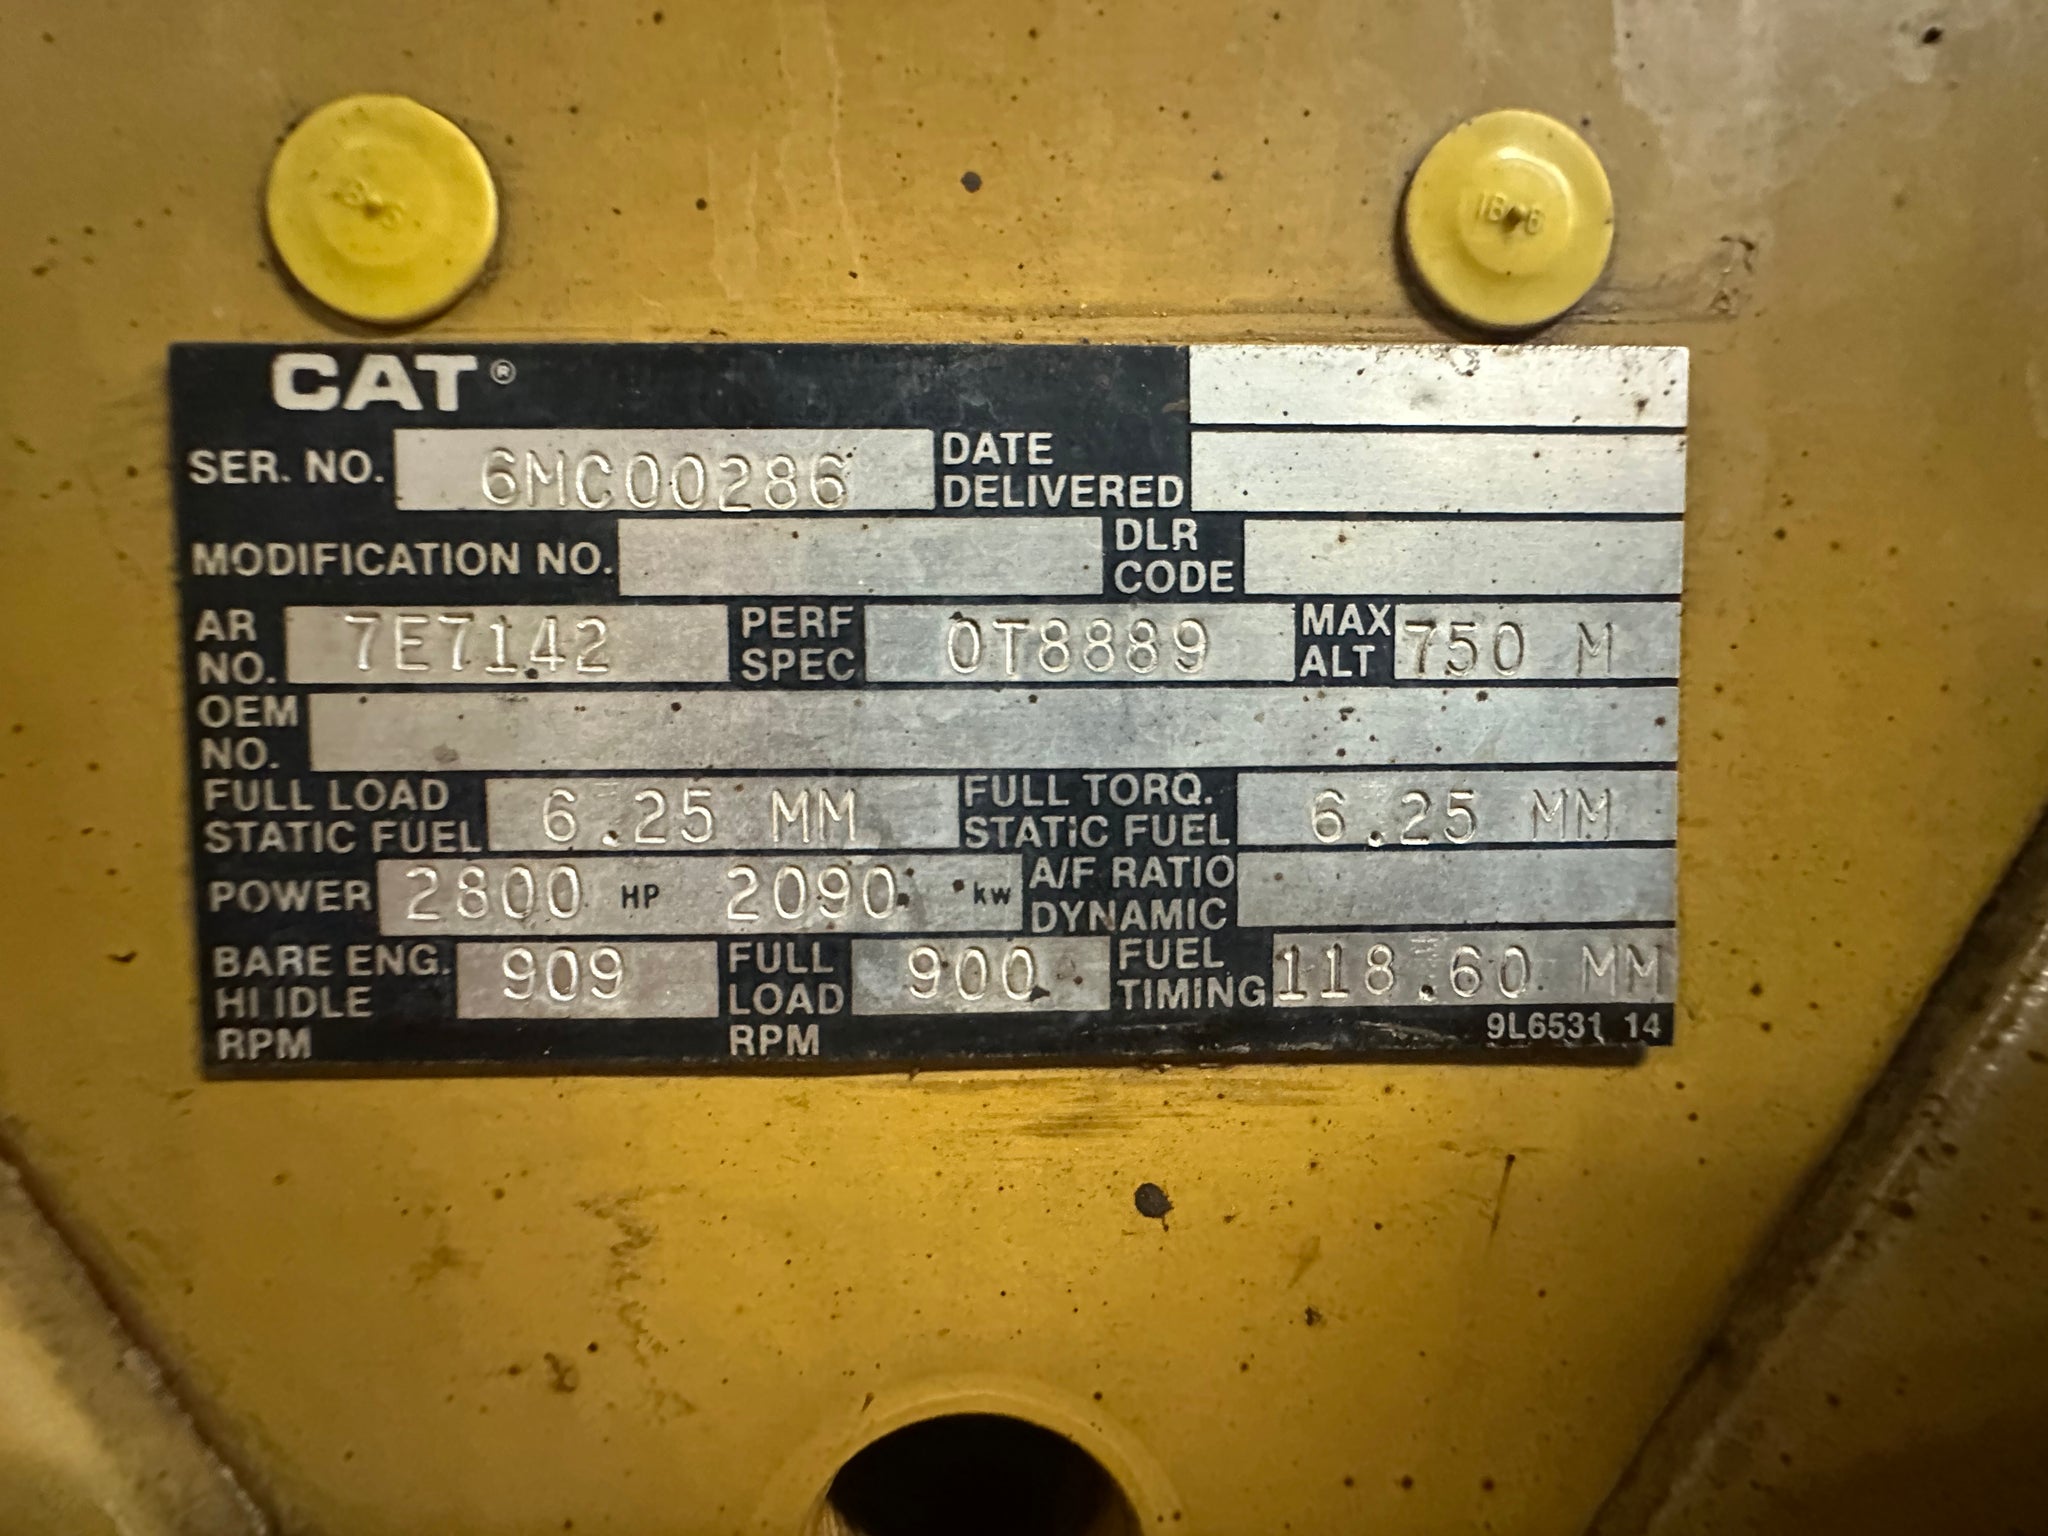 CAT®
SER. NO. 6MC00286 DATE DELIVERED
MODIFICATION NO. DLR CODE
AR NO. 7E7142 PERF SPEC 0T8889 MAX ALT 750 M
OEM NO.
FULL LOAD STATIC FUEL 6.25 MM FULL TORQ. STATIC FUEL 6.25 MM
POWER 2800 HP 2090 kw A/F RATIO DYNAMIC
BARE ENG. HI IDLE RPM 909 FULL LOAD RPM 900 FUEL TIMING 118.60 MM
9L6531 14